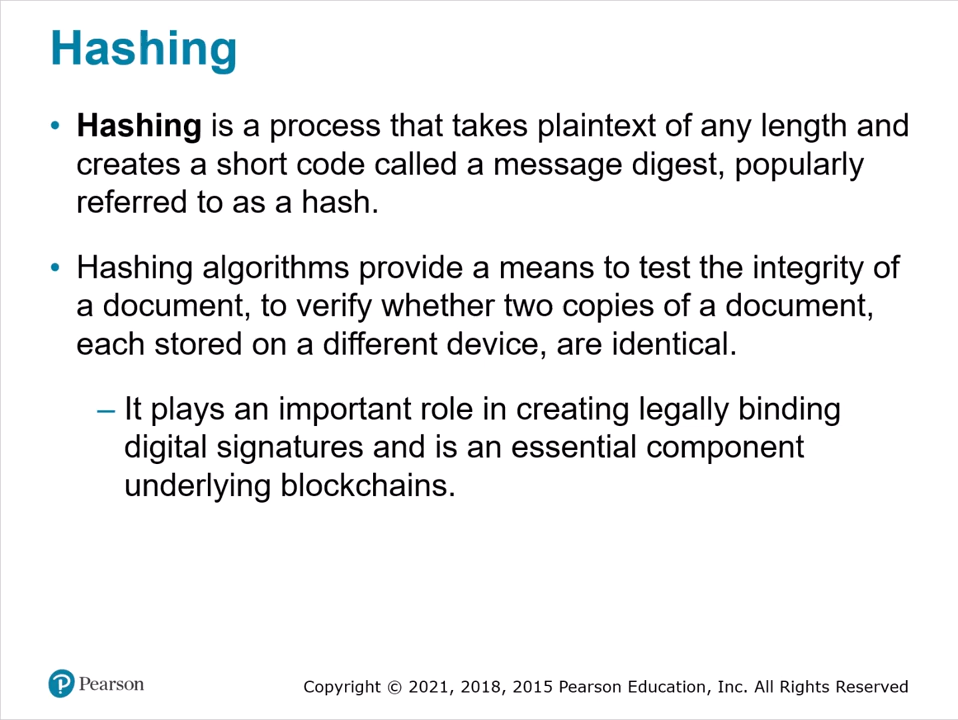 Hashing
• Hashing is a process that takes plaintext of any length and
creates a short code called a message digest, popularly
referred to as a hash.
• Hashing algorithms provide a means to test the integrity of
a document, to verify whether two copies of a document,
each stored on a different device, are identical.
– It plays an important role in creating legally binding
digital signatures and is an essential component
underlying blockchains.
P Pearson
Copyright © 2021, 2018, 2015 Pearson Education, Inc. All Rights Reserved